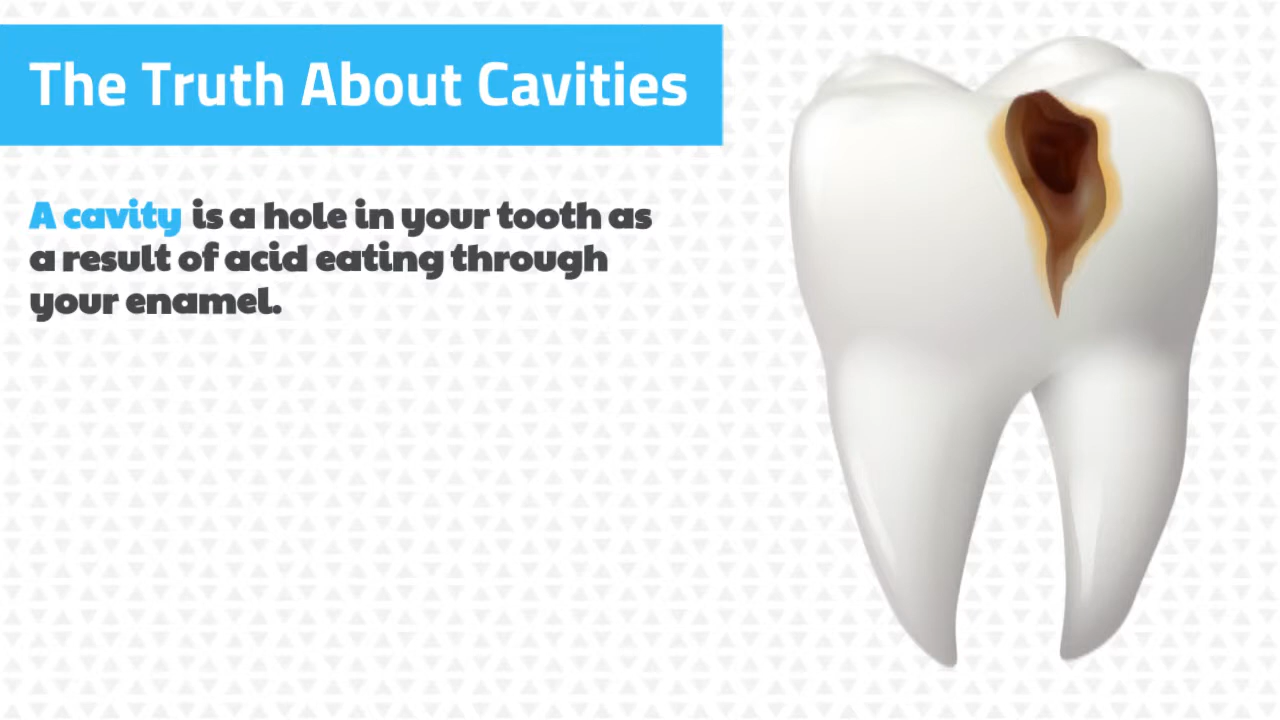 The Truth About Cavities
A cavity is a hole in your tooth as
a result of acid eating through
your enamel.